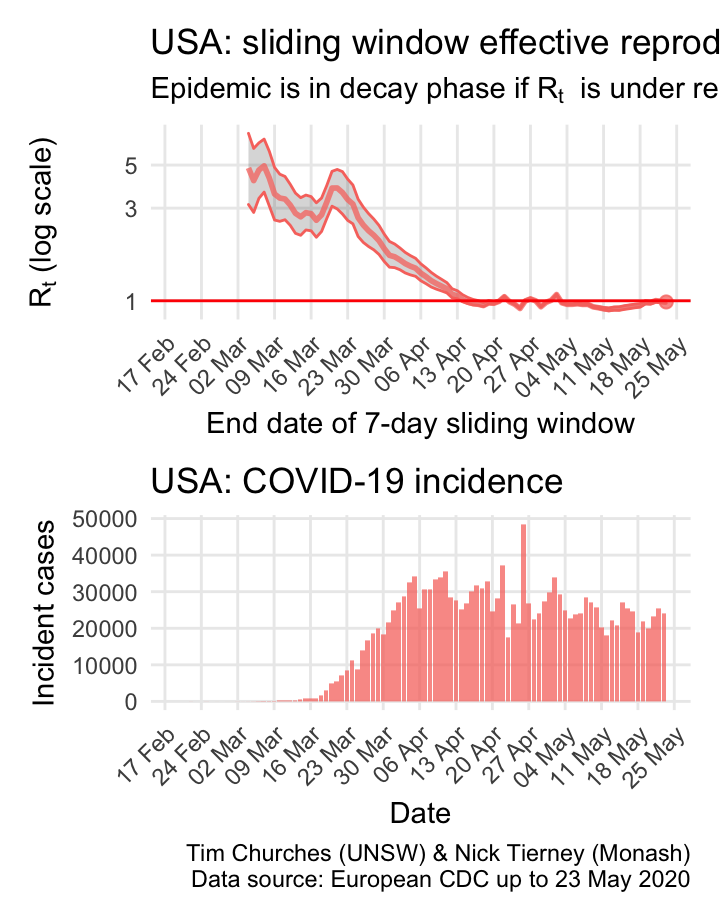 USA: sliding window effective reprod
Epidemic is in decay phase if Rt is under re
Rt (log scale)
5
3
1
17 Feb
24 Feb
02 Mar
09 Mar
16 Mar
23 Mar
30 Mar
06 Apr
13 Apr
20 Apr
27 Apr
04 May
11 May
18 May
25 May
End date of 7-day sliding window
USA: COVID-19 incidence
Incident cases
50000
40000
30000
20000
10000
0
17 Feb
24 Feb
02 Mar
09 Mar
16 Mar
23 Mar
30 Mar
06 Apr
13 Apr
20 Apr
27 Apr
04 May
11 May
18 May
25 May
Date
Tim Churches (UNSW) & Nick Tierney (Monash)
Data source: European CDC up to 23 May 2020